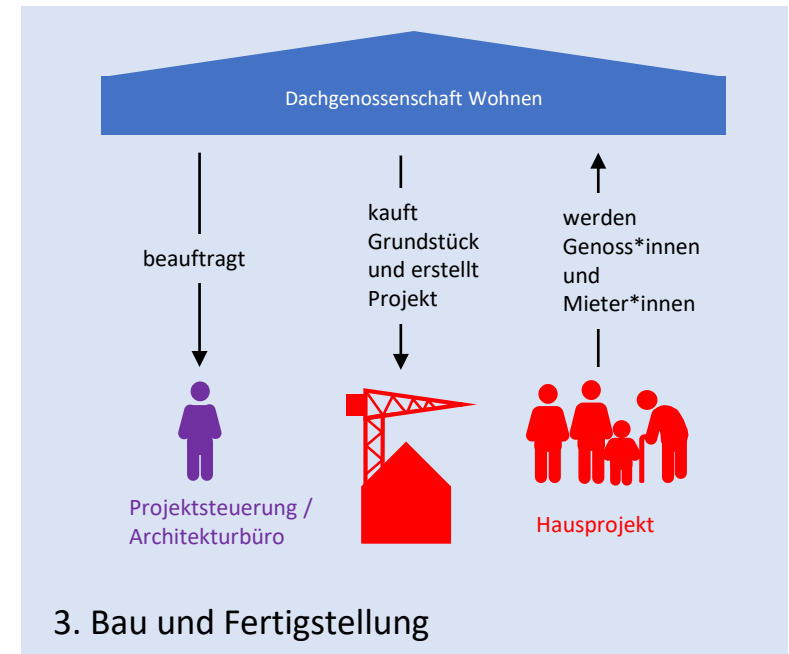 Dachgenossenschaft Wohnen
beauftragt
kauft
Grundstück
und erstellt
Projekt
werden
Genoss*innen
und
Mieter*innen
Projektsteuerung /
Architekturbüro
Hausprojekt
3. Bau und Fertigstellung